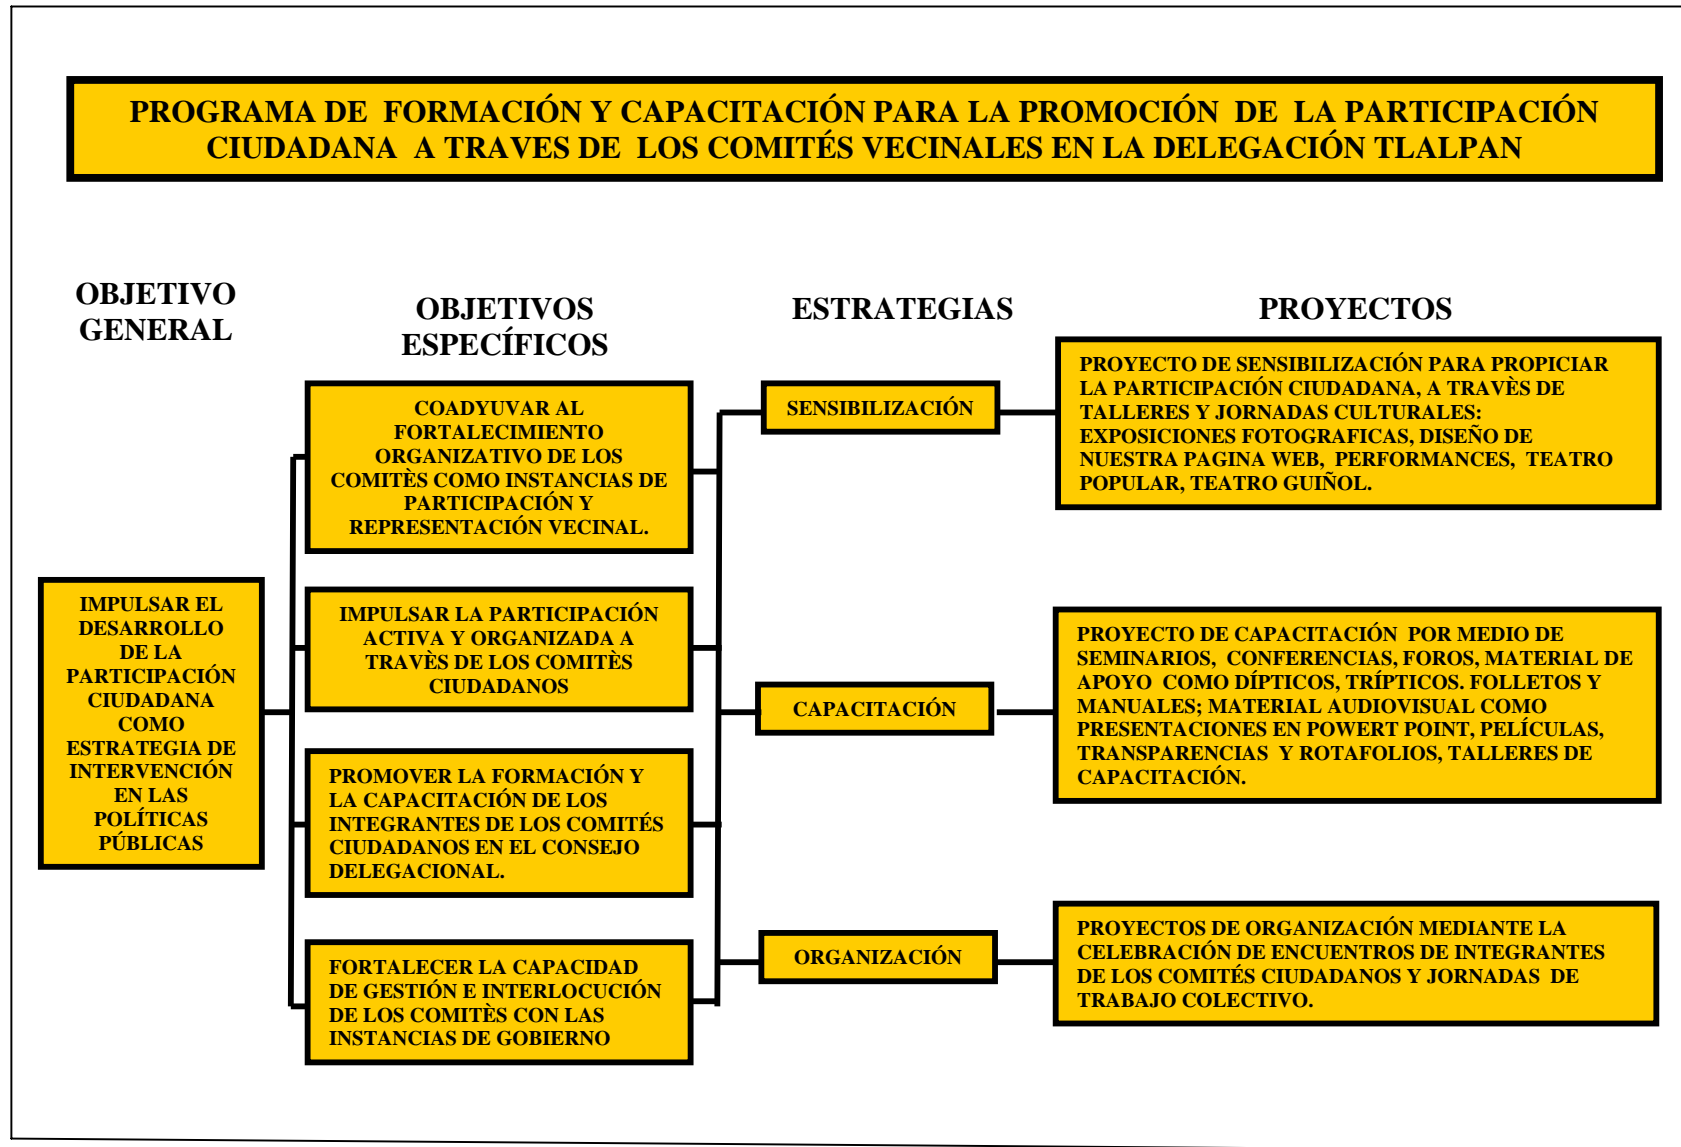 PROGRAMA DE FORMACIÓN Y CAPACITACIÓN PARA LA PROMOCIÓN DE LA PARTICIPACIÓN
CIUDADANA A TRAVES DE LOS COMITÉS VECINALES EN LA DELEGACIÓN TLALPAN
OBJETIVO
GENERAL
IMPULSAR EL
DESARROLLO
DE LA
PARTICIPACIÓN
CIUDADANA
COMO
ESTRATEGIA DE
INTERVENCIÓN
EN LAS
POLÍTICAS
PÚBLICAS
OBJETIVOS
ESPECÍFICOS
COADYUVAR AL
FORTALECIMIENTO
ORGANIZATIVO DE LOS
COMITÈS COMO INSTANCIAS DE
PARTICIPACIÓN Y
REPRESENTACIÓN VECINAL.
IMPULSAR LA PARTICIPACIÓN
ACTIVA Y ORGANIZADA A
TRAVÈS DE LOS COMITÈS
CIUDADANOS
PROMOVER LA FORMACIÓN Y
LA CAPACITACIÓN DE LOS
INTEGRANTES DE LOS COMITÉS
CIUDADANOS EN EL CONSEJO
DELEGACIONAL.
FORTALECER LA CAPACIDAD
DE GESTIÓN E INTERLOCUCIÓN
DE LOS COMITÈS CON LAS
INSTANCIAS DE GOBIERNO
ESTRATEGIAS
SENSIBILIZACIÓN
CAPACITACIÓN
ORGANIZACIÓN
PROYECTOS
PROYECTO DE SENSIBILIZACIÓN PARA PROPICIAR
LA PARTICIPACIÓN CIUDADANA, A TRAVÈS DE
TALLERES Y JORNADAS CULTURALES:
EXPOSICIONES FOTOGRAFICAS, DISEÑO DE
NUESTRA PAGINA WEB, PERFORMANCES, TEATRO
POPULAR, TEATRO GUIÑOL.
PROYECTO DE CAPACITACIÓN POR MEDIO DE
SEMINARIOS, CONFERENCIAS, FOROS, MATERIAL DE
APOYO COMO DÍPTICOS, TRÍPTICOS. FOLLETOS Y
MANUALES; MATERIAL AUDIOVISUAL COMO
PRESENTACIONES EN POWERT POINT, PELÍCULAS,
TRANSPARENCIAS Y ROTAFOLIOS, TALLERES DE
CAPACITACIÓN.
PROYECTOS DE ORGANIZACIÓN MEDIANTE LA
CELEBRACIÓN DE ENCUENTROS DE INTEGRANTES
DE LOS COMITÉS CIUDADANOS Y JORNADAS DE
TRABAJO COLECTIVO.